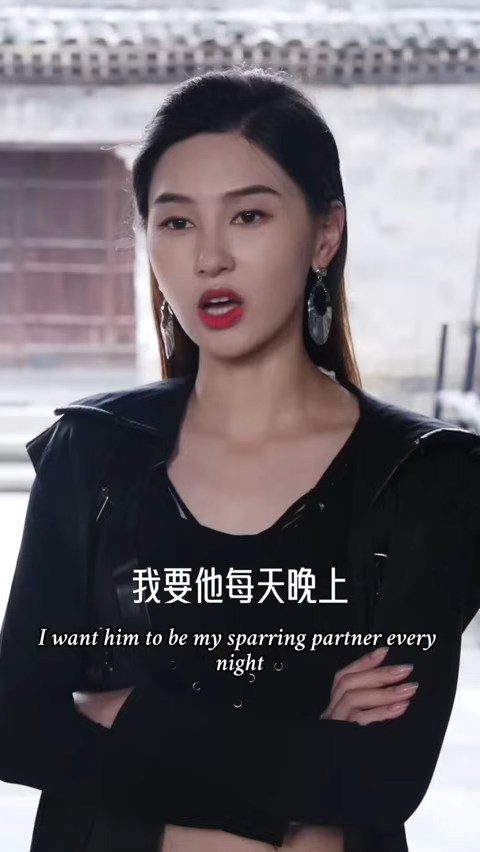 我要他每天晚上
I want him to be my sparring partner every
night